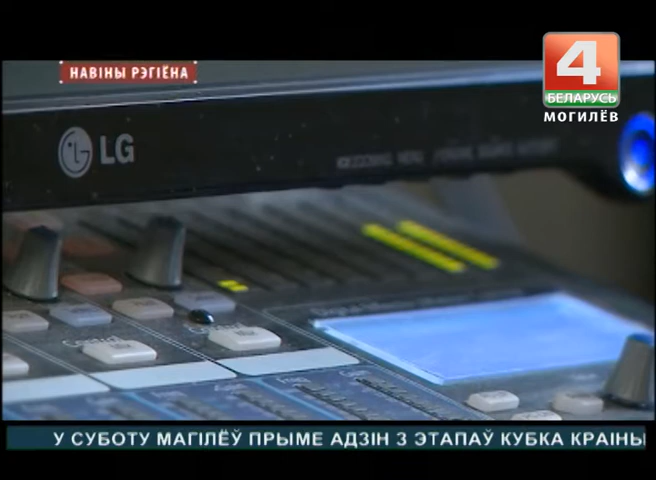 НАВІНЫ РЭГІЁНА
4
БЕЛАРУСЬ
МОГИЛЁВ
LG
У СУБОТУ МАГІЛЁЎ ПРЫМЕ АДЗІН З ЭТАПАЎ КУБКА КРАІНЫ